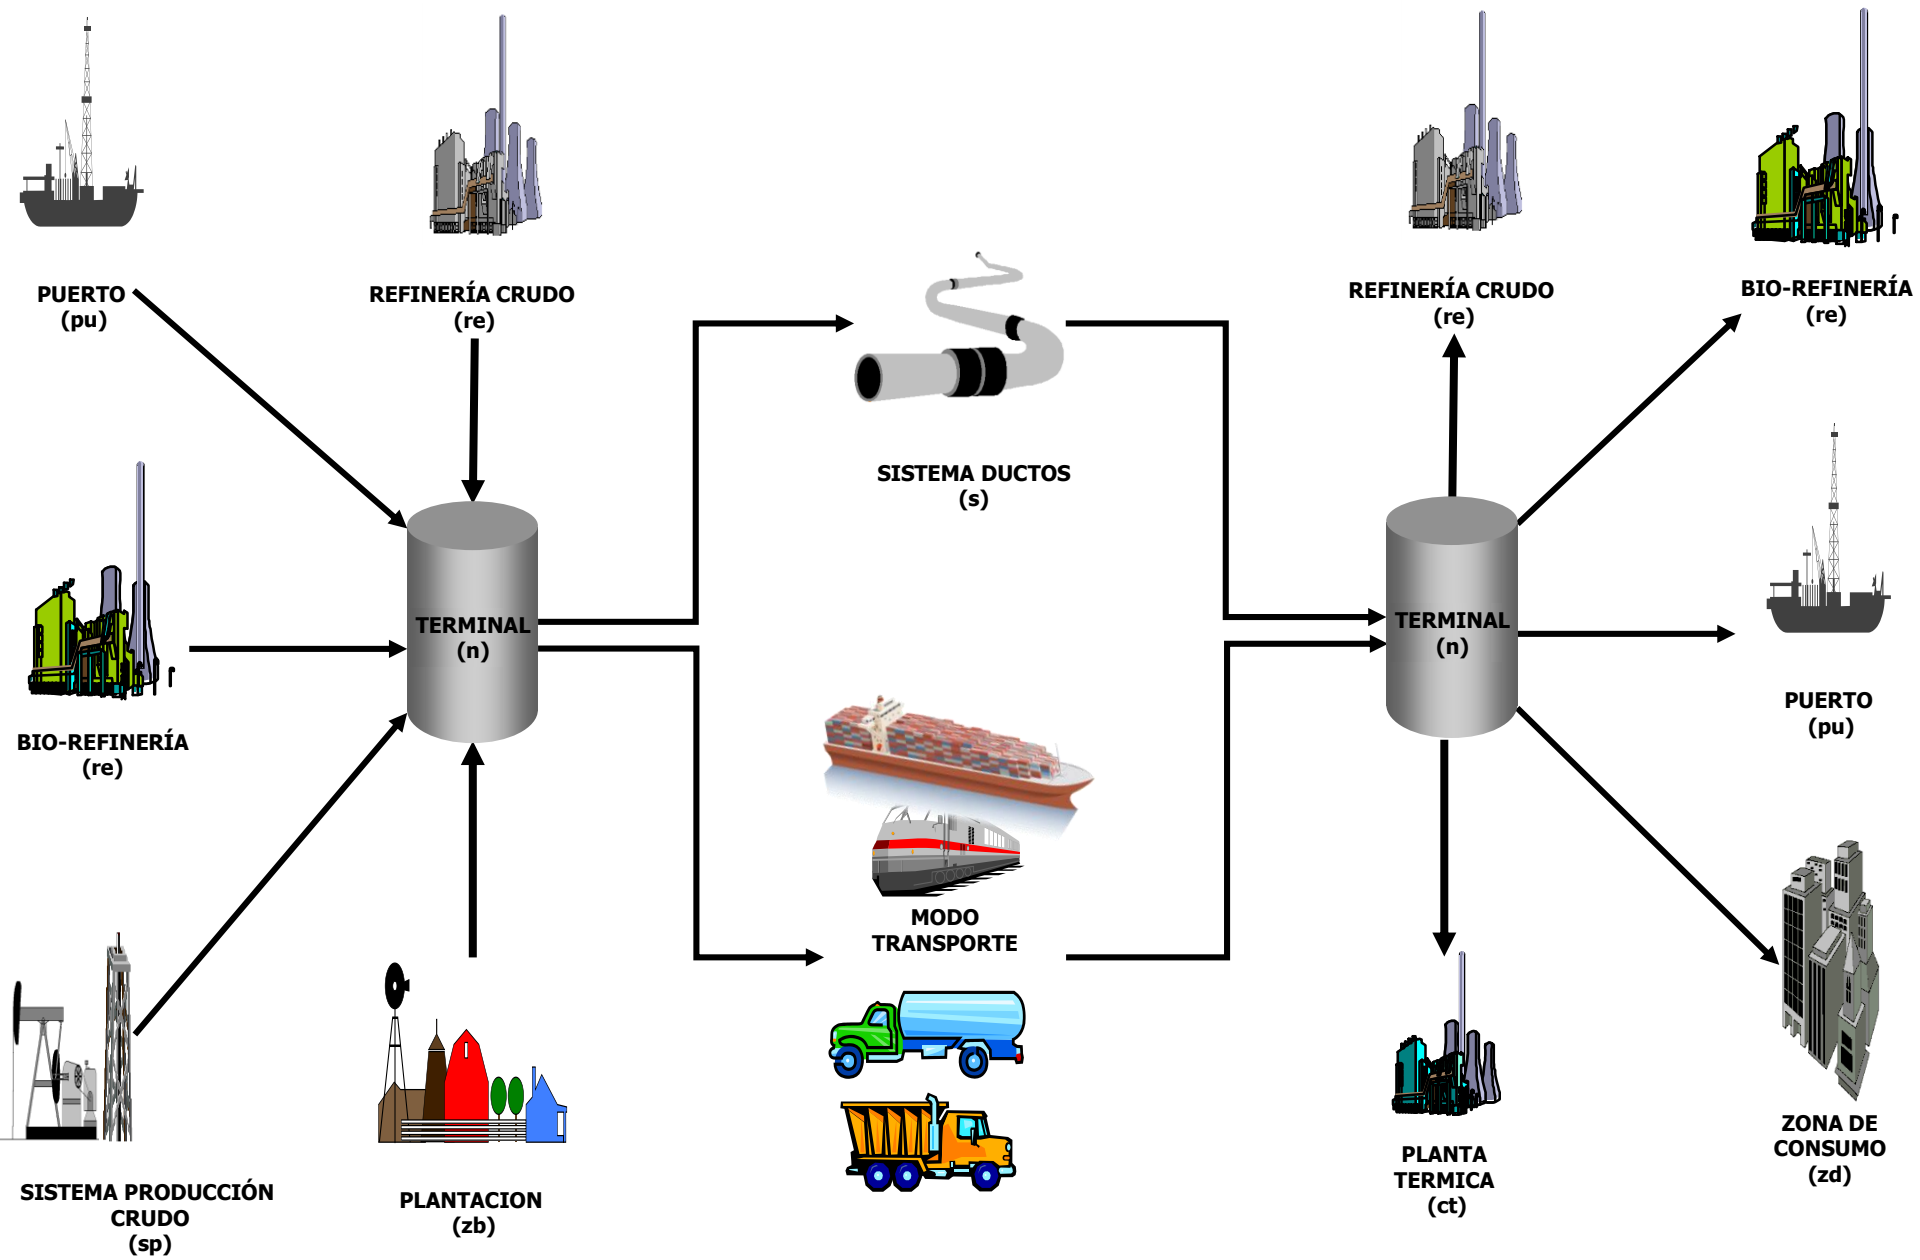 PUERTO
(pu)
REFINERÍA CRUDO
(re)
REFINERÍA CRUDO
(re)
BIO-REFINERÍA
(re)
SISTEMA DUCTOS
(s)
TERMINAL
(n)
TERMINAL
(n)
BIO-REFINERÍA
(re)
PUERTO
(pu)
MODO
TRANSPORTE
SISTEMA PRODUCCIÓN
CRUDO
(sp)
PLANTACION
(zb)
PLANTA
TERMICA
(ct)
ZONA DE
CONSUMO
(zd)